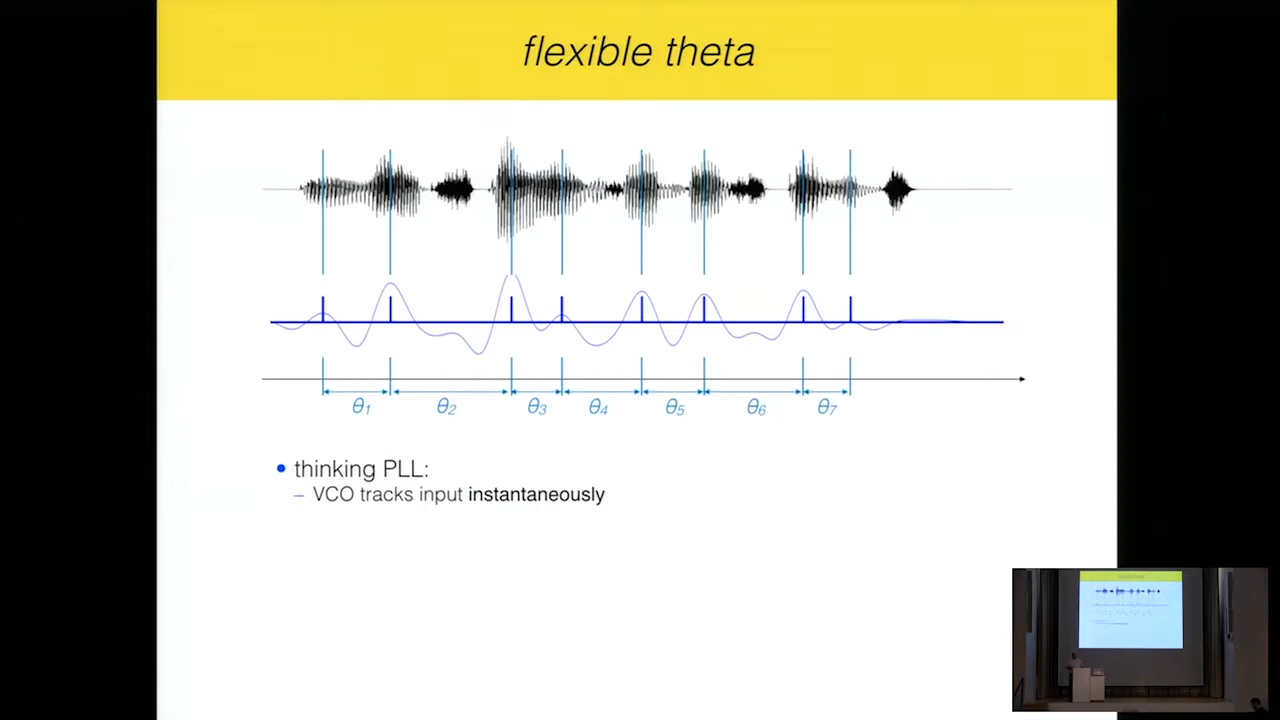 flexible theta
θ1 θ2 θ3 θ4 θ5 θ6 θ7
• thinking PLL:
– VCO tracks input instantaneously